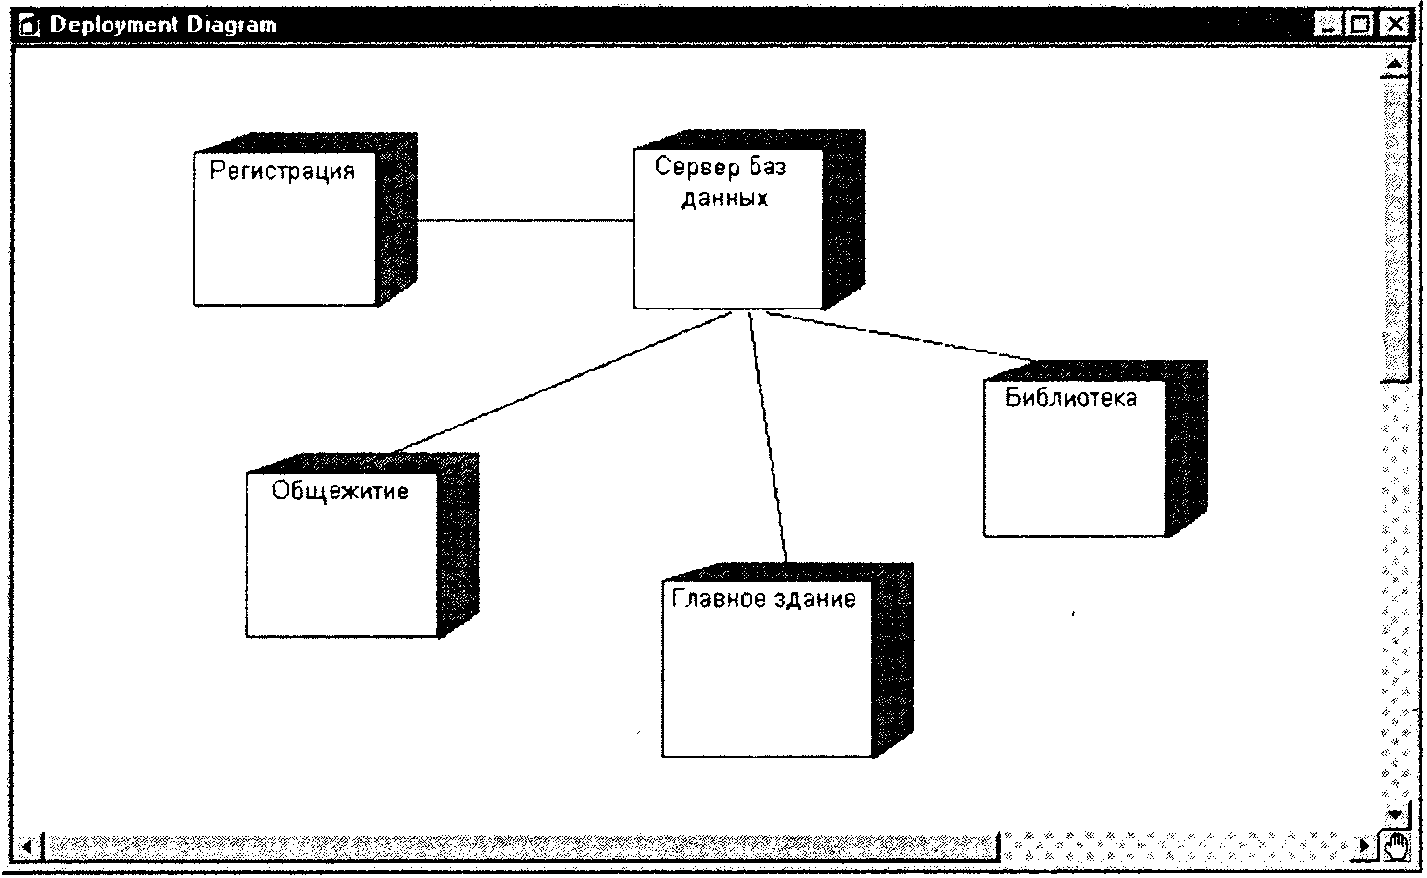 Deployment Diagram
Регистрация
Сервер баз
данных
Библиотека
Общежитие
Главное здание